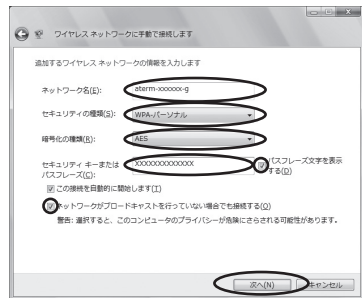 ワイヤレス ネットワークに手動で接続します
追加するワイヤレス ネットワークの情報を入力します
ネットワーク名(E):
aterm-xxxxxx-g
セキュリティの種類(S):
WPA-パーソナル
暗号化の種類(R):
AES
セキュリティ キーまたは
パスフレーズ(C):
XXXXXXXXXXXXX
パスフレーズ文字を表示
する(D)
この接続を自動的に開始します(T)
ネットワークがブロードキャストを行っていない場合でも接続する(O)
警告: 選択すると、このコンピュータのプライバシーが危険にさらされる可能性があります。
次へ(N)
キャンセル